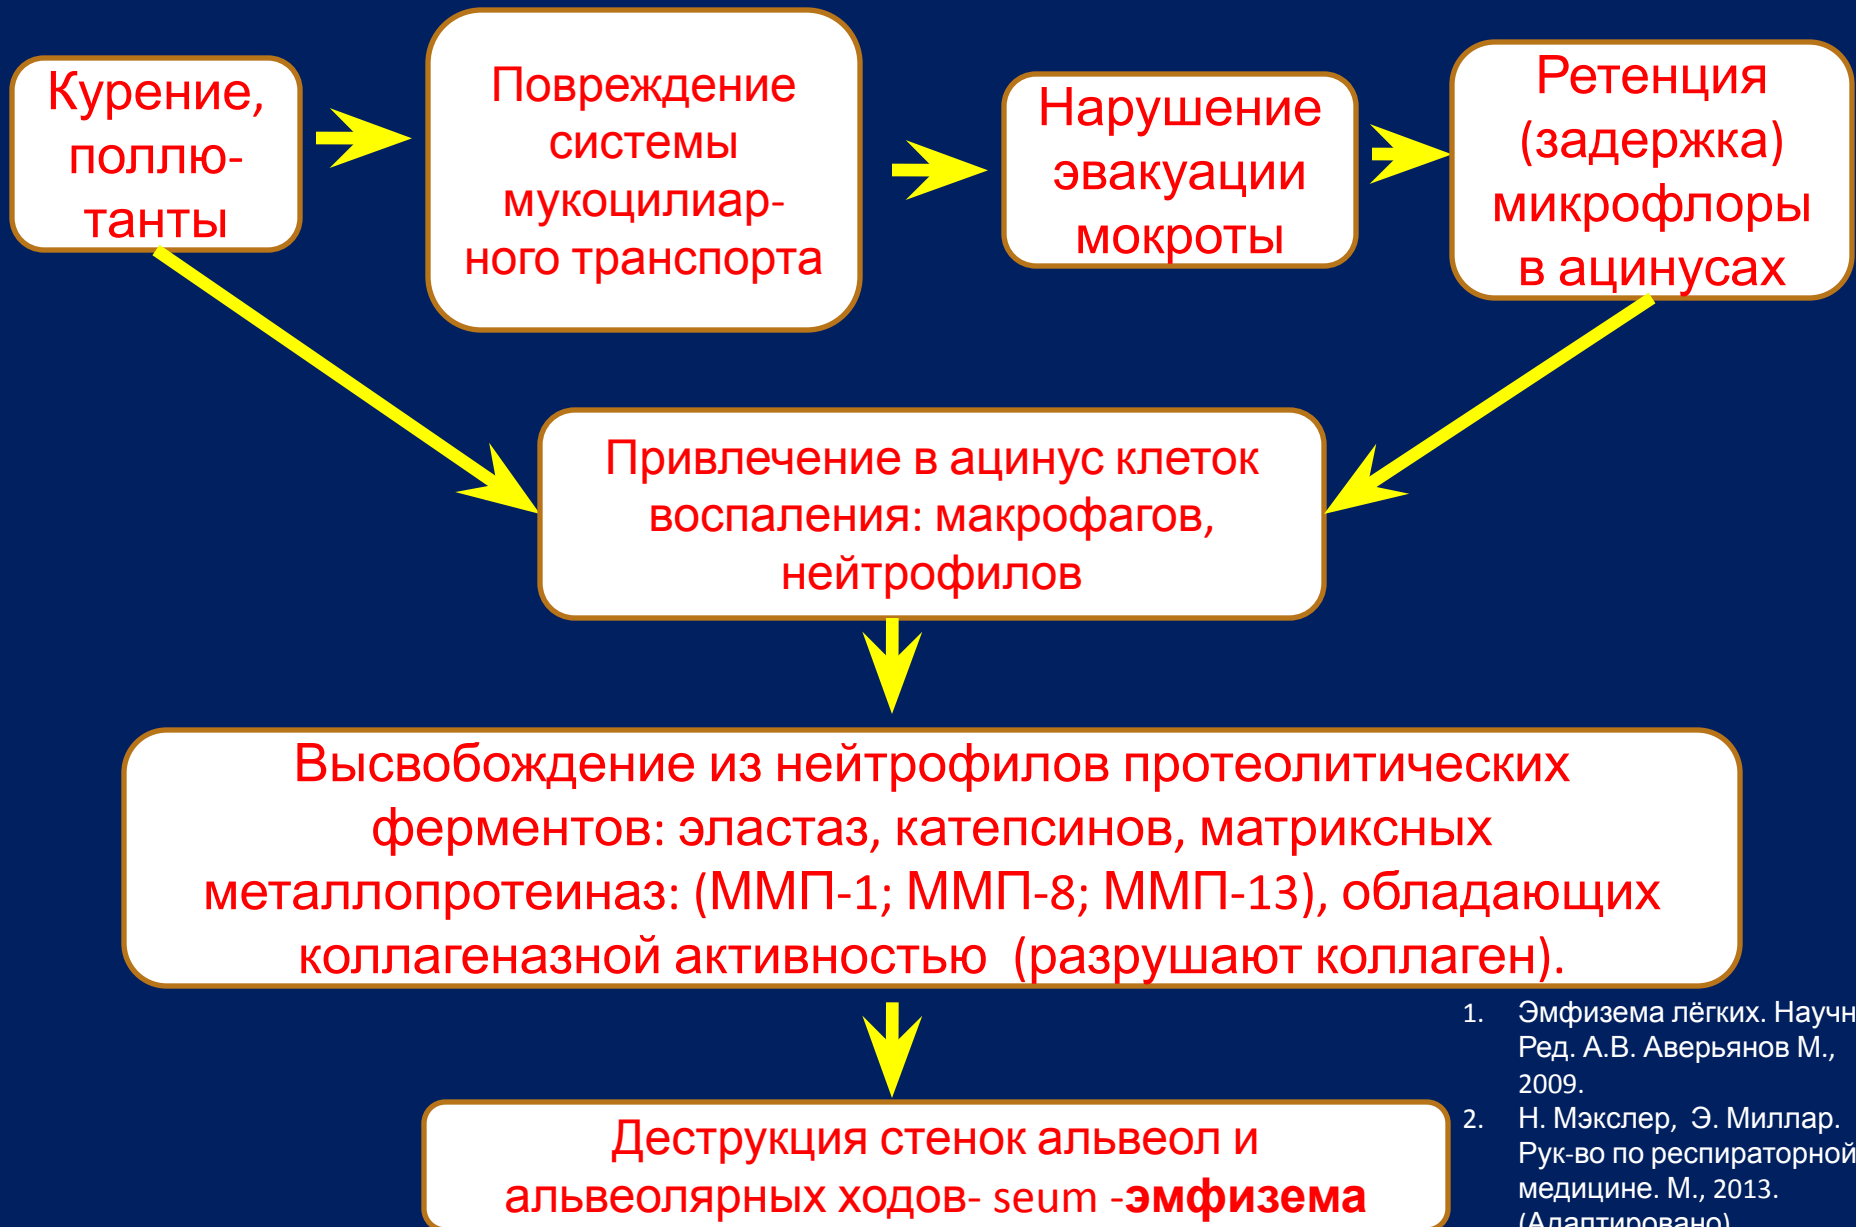 Курение,
поллю-
танты
Повреждение
системы
мукоцилиар-
ного транспорта
Нарушение
эвакуации
мокроты
Ретенция
(задержка)
микрофлоры
в ацинусах
Привлечение в ацинус клеток
воспаления: макрофагов,
нейтрофилов
Высвобождение из нейтрофилов протеолитических
ферментов: эластаз, катепсинов, матриксных
металлопротеиназ: (ММП-1; ММП-8; ММП-13), обладающих
коллагеназной активностью (разрушают коллаген).
Деструкция стенок альвеол и
альвеолярных ходов- seum -эмфизема
1. Эмфизема лёгких. Научн
Ред. А.В. Аверьянов М.,
2009.
2. Н. Мэкслер, Э. Миллар.
Рук-во по респираторной
медицине. М., 2013.
(Адаптировано)